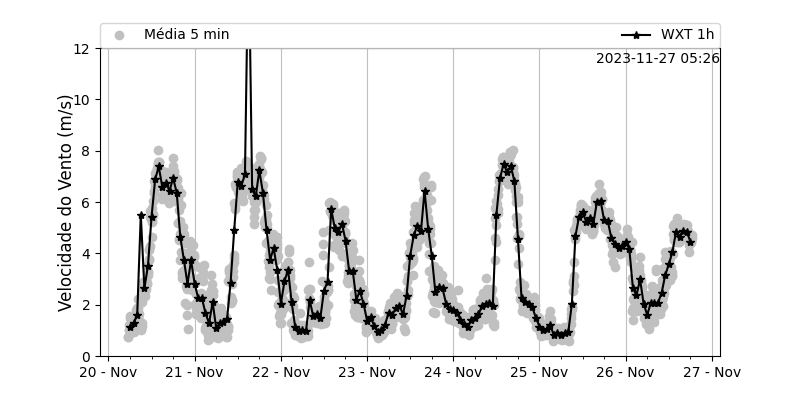 Média 5 min
WXT 1h
2023-11-27 05:26
Velocidade do Vento (m/s)
12
10
8
6
4
2
0
20 - Nov
21 - Nov
22 - Nov
23 - Nov
24 - Nov
25 - Nov
26 - Nov
27 - Nov